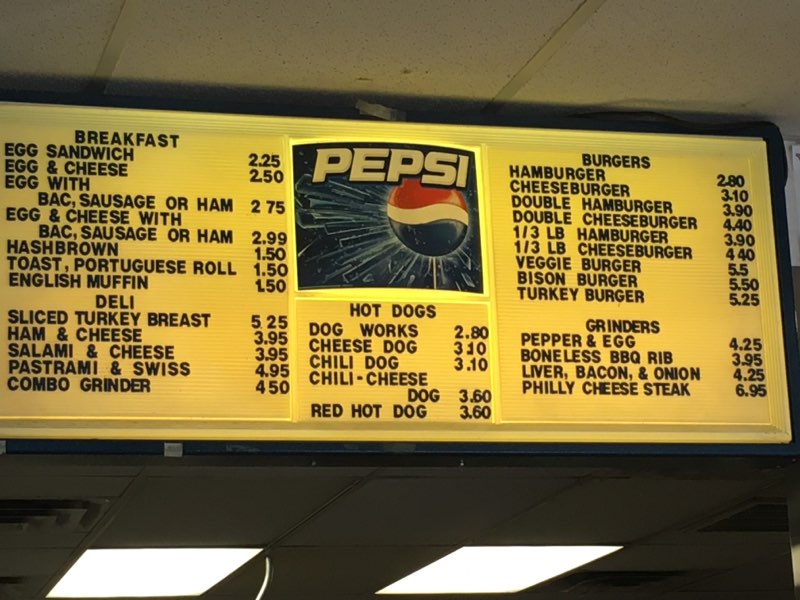 BREAKFAST
EGG SANDWICH 2.25
EGG & CHEESE 2.50
EGG WITH
BAC, SAUSAGE OR HAM 2 75
EGG & CHEESE WITH
BAC, SAUSAGE OR HAM 2.99
HASHBROWN 1.50
TOAST, PORTUGUESE ROLL 1.50
ENGLISH MUFFIN 1.50
DELI
SLICED TURKEY BREAST 5 25
HAM & CHEESE 3.95
SALAMI & CHEESE 3.95
PASTRAMI & SWISS 4.95
COMBO GRINDER 4 50
PEPSI
HOT DOGS
DOG WORKS 2.80
CHEESE DOG 3 10
CHILI DOG 3.10
CHILI-CHEESE
DOG 3.60
RED HOT DOG 3.60
BURGERS
HAMBURGER 2.80
CHEESEBURGER 3.10
DOUBLE HAMBURGER 3.90
DOUBLE CHEESEBURGER 4.40
1/3 LB HAMBURGER 3.90
1/3 LB CHEESEBURGER 4 40
VEGGIE BURGER 5.5
BISON BURGER 5.50
TURKEY BURGER 5.25
GRINDERS
PEPPER & EGG 4.25
BONELESS BBQ RIB 3.95
LIVER, BACON, & ONION 4.25
PHILLY CHEESE STEAK 6.95